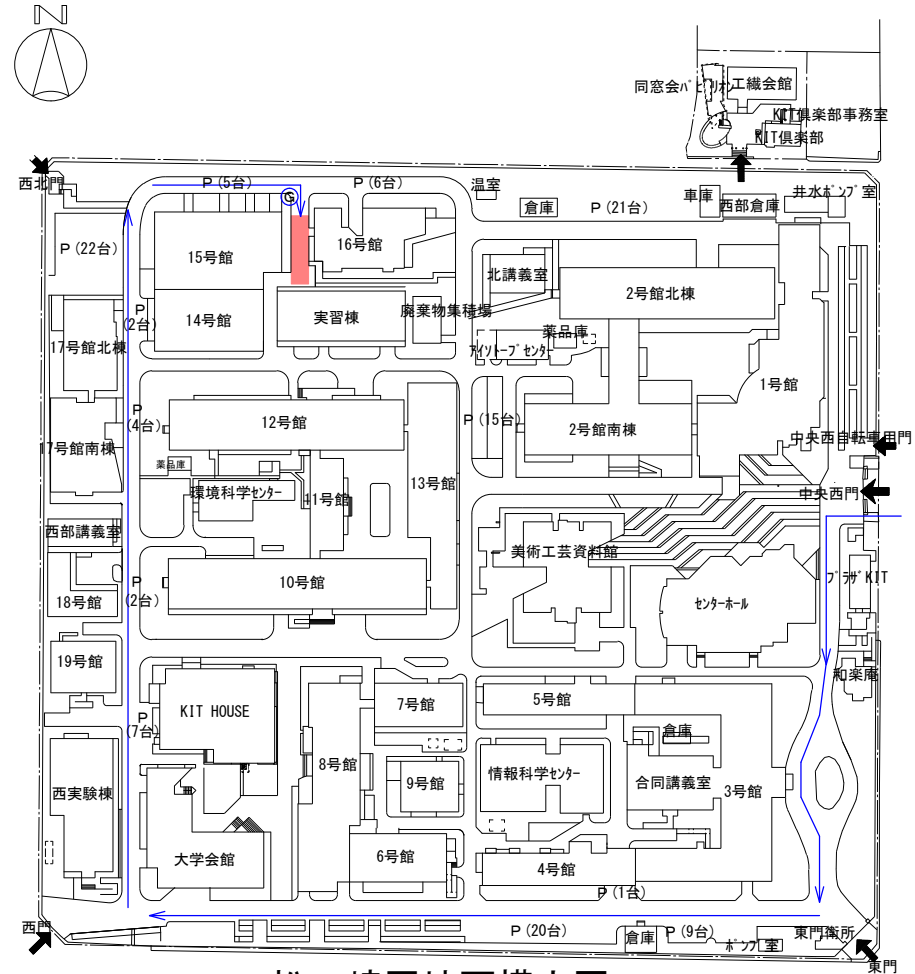 N
同窓会パビリオン
工繊会館
KIT倶楽部事務室
KIT倶楽部
西北門
P (5台)
P (6台)
温室
倉庫
P (21台)
車庫
西部倉庫
井水ポンプ室
G
P (22台)
15号館
16号館
北講義室
2号館北棟
P
(2台)
14号館
実習棟
廃棄物集積場
17号館北棟
薬品庫
アイソトープセンター
1号館
P
(4台)
12号館
P (15台)
2号館南棟
中央西自転車専用門
17号館南棟
薬品庫
環境科学センター
11号館
13号館
中央西門
西部講義室
美術工芸資料館
10号館
P
(2台)
プラザKIT
18号館
センターホール
19号館
和楽庵
KIT HOUSE
7号館
5号館
P
(7台)
倉庫
8号館
9号館
情報科学センター
合同講義室
3号館
西実験棟
大学会館
6号館
4号館
P (1台)
西門
P (20台)
倉庫
P (9台)
ポンプ室
東門衛所
東門